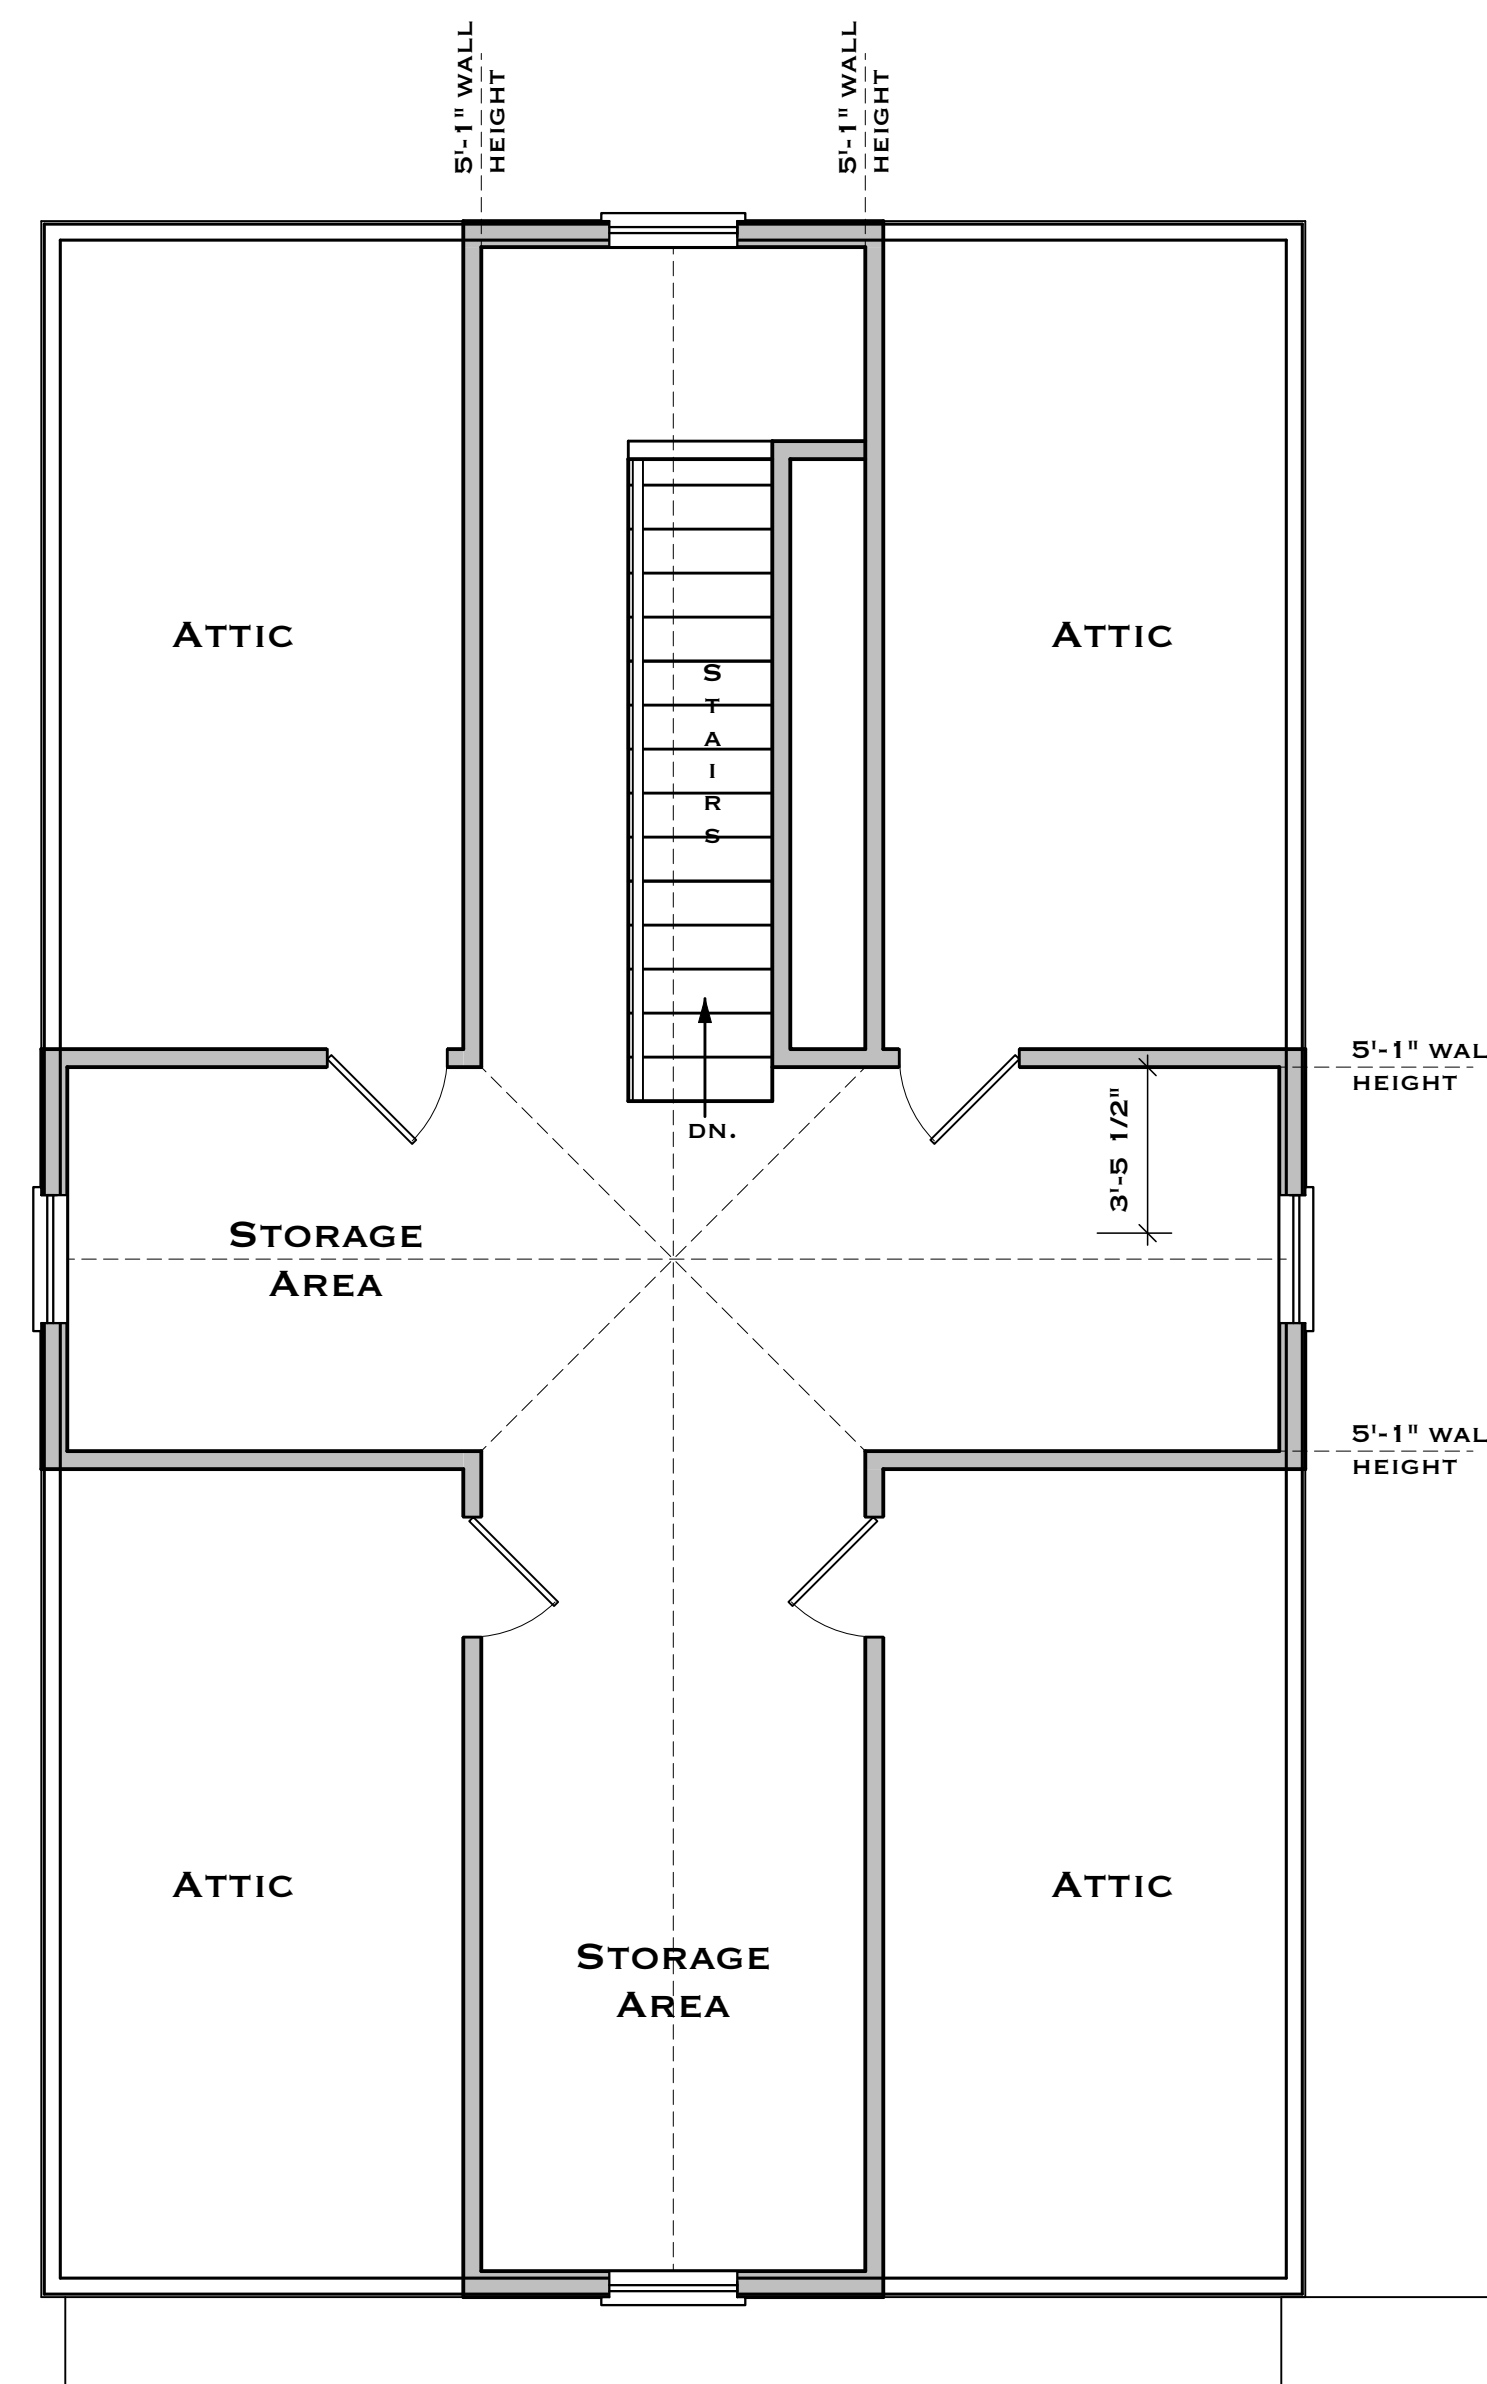 5'-1" WALL
HEIGHT
5'-1" WALL
HEIGHT
ATTIC
ATTIC
STAIRS
5'-1" WAL
HEIGHT
3'-5 1/2"
DN.
STORAGE
AREA
5'-1" WAL
HEIGHT
ATTIC
ATTIC
STORAGE
AREA